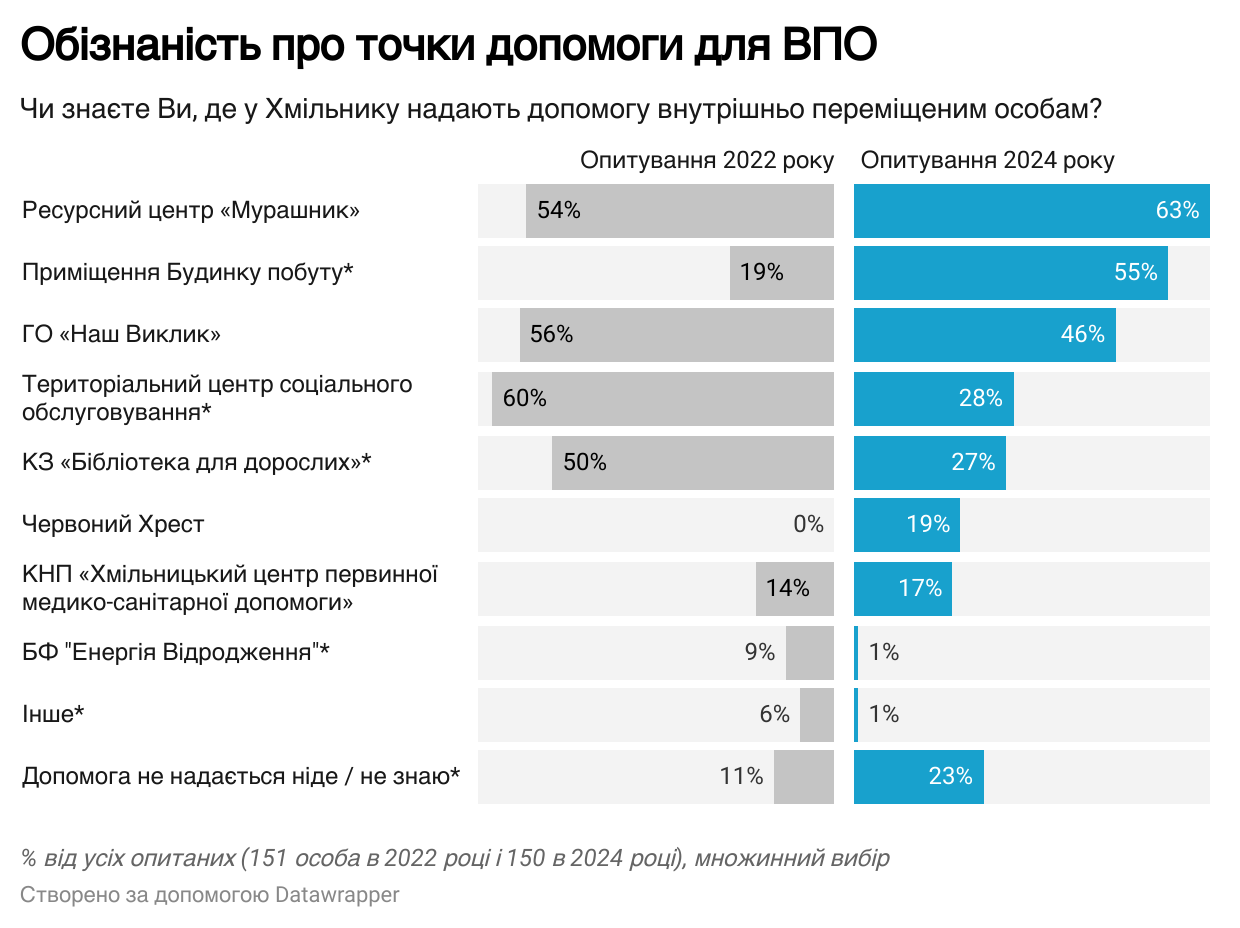 Обізнаність про точки допомоги для ВПО
Чи знаєте Ви, де у Хмільнику надають допомогу внутрішньо переміщеним особам?
Опитування 2022 року Опитування 2024 року
Ресурсний центр «Мурашник» 54% 63%
Приміщення Будинку побуту* 19% 55%
ГО «Наш Виклик» 56% 46%
Територіальний центр соціального
обслуговування* 60% 28%
КЗ «Бібліотека для дорослих»* 50% 27%
Червоний Хрест 0% 19%
КНП «Хмільницький центр первинної
медико-санітарної допомоги» 14% 17%
БФ "Енергія Відродження"* 9% 1%
Інше* 6% 1%
Допомога не надається ніде / не знаю* 11% 23%
% від усіх опитаних (151 особа в 2022 році і 150 в 2024 році), множинний вибір
Створено за допомогою Datawrapper